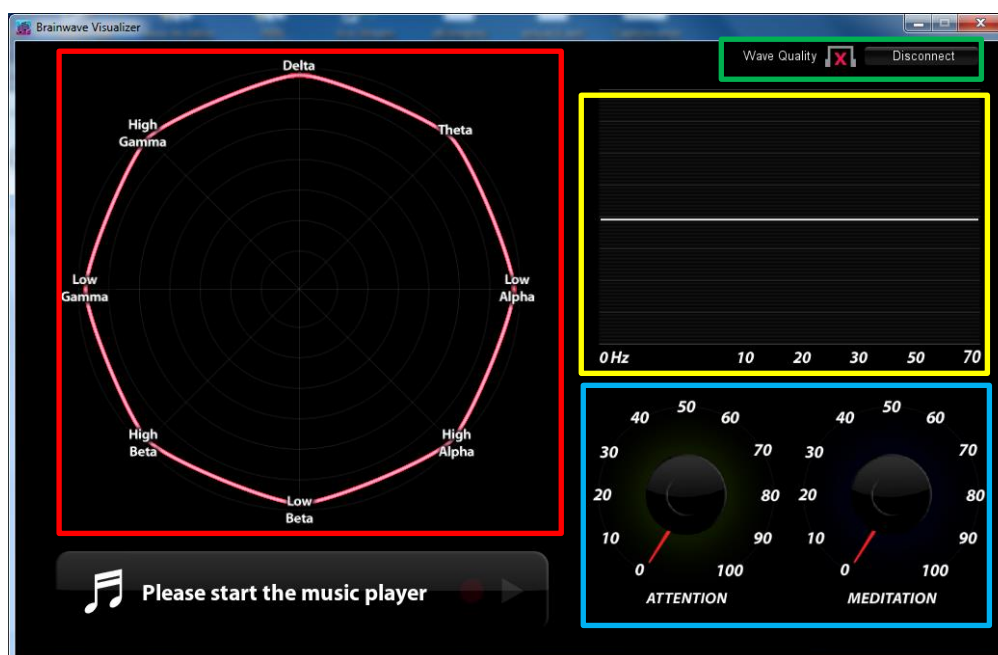 Brainwave Visualizer
Wave Quality X Disconnect
Delta
Theta
Low
Alpha
High
Alpha
Low
Beta
High
Beta
Low
Gamma
High
Gamma
0 Hz 10 20 30 50 70
0 10 20 30 40 50 60 70 80 90 100
ATTENTION
0 10 20 30 40 50 60 70 80 90 100
MEDITATION
Please start the music player